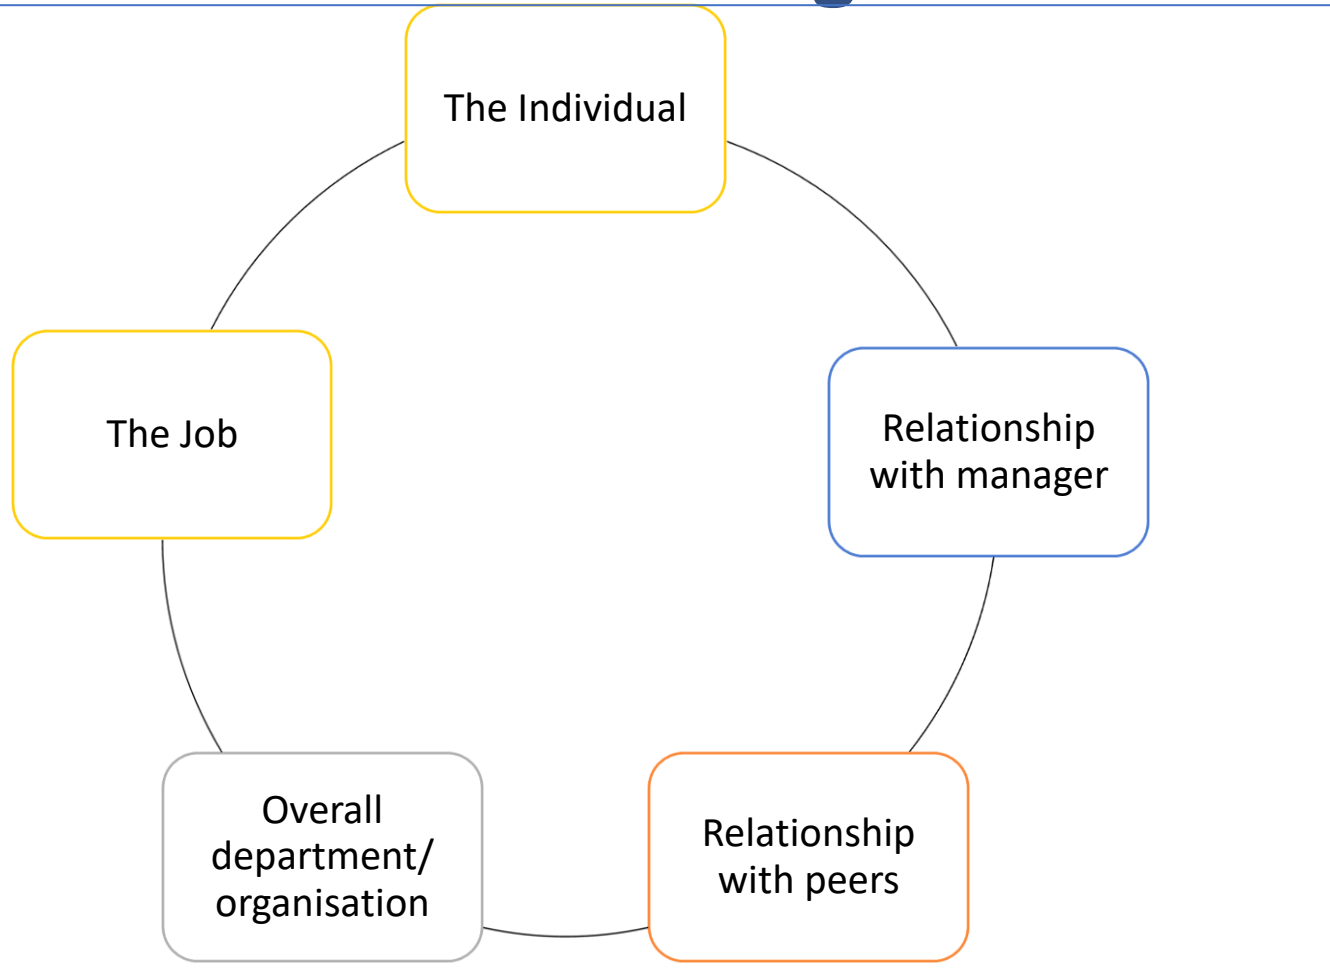 The Individual
Relationship
with manager
Relationship
with peers
Overall
department/
organisation
The Job